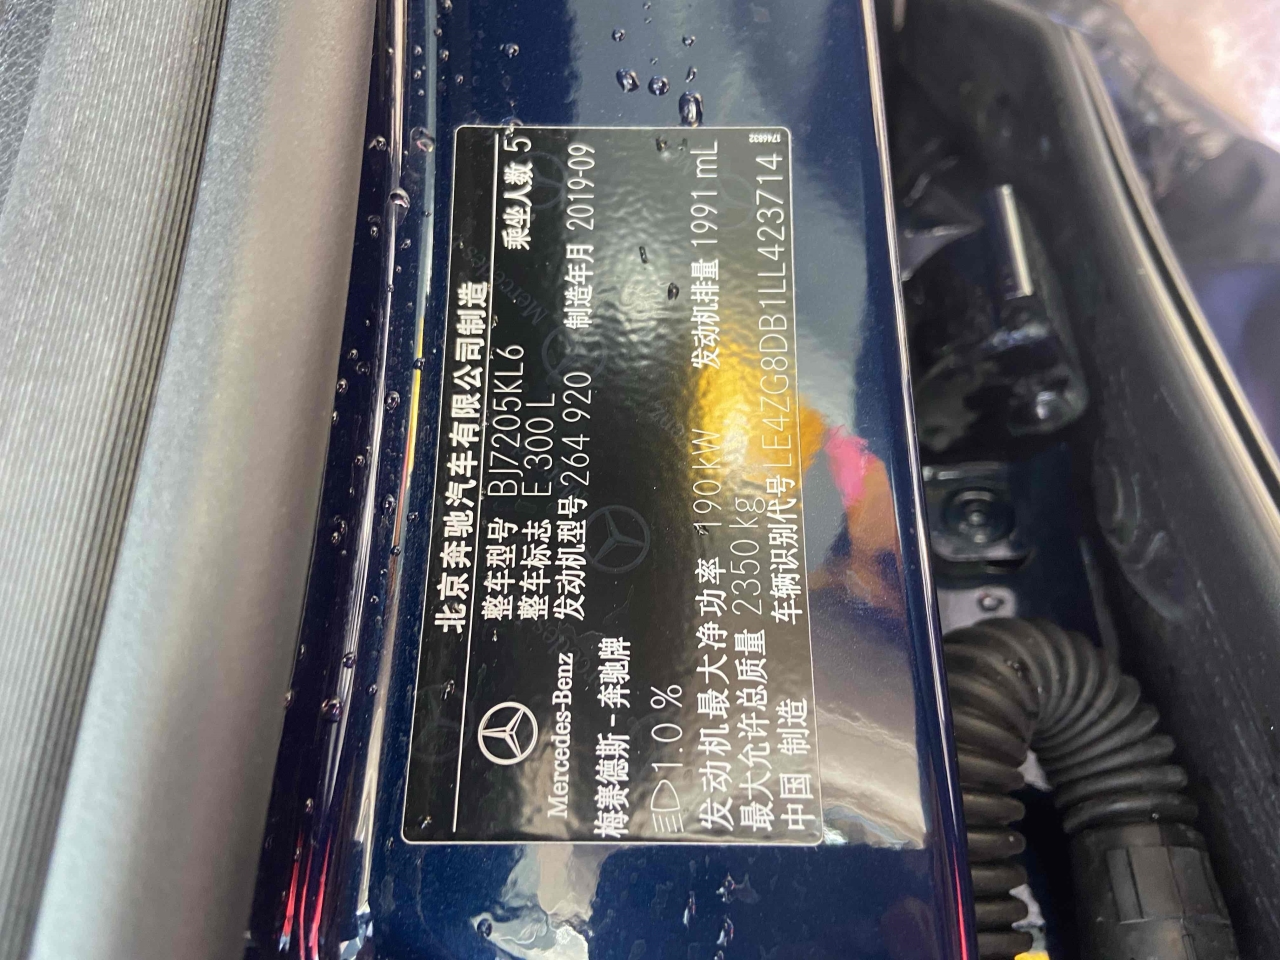 北京奔驰汽车有限公司制造
整车型号 BJ7205KL6 乘坐人数 5
整车标志 E 300 L
Mercedes-Benz
发动机型号 264 920 制造年月 2019-09
梅赛德斯-奔驰牌
1.0%
发动机最大净功率 190 kW 发动机排量 1991 mL
最大允许总质量 2350 kg
中国 制造 车辆识别代号 LE4ZG8DB1LL423714
1746832